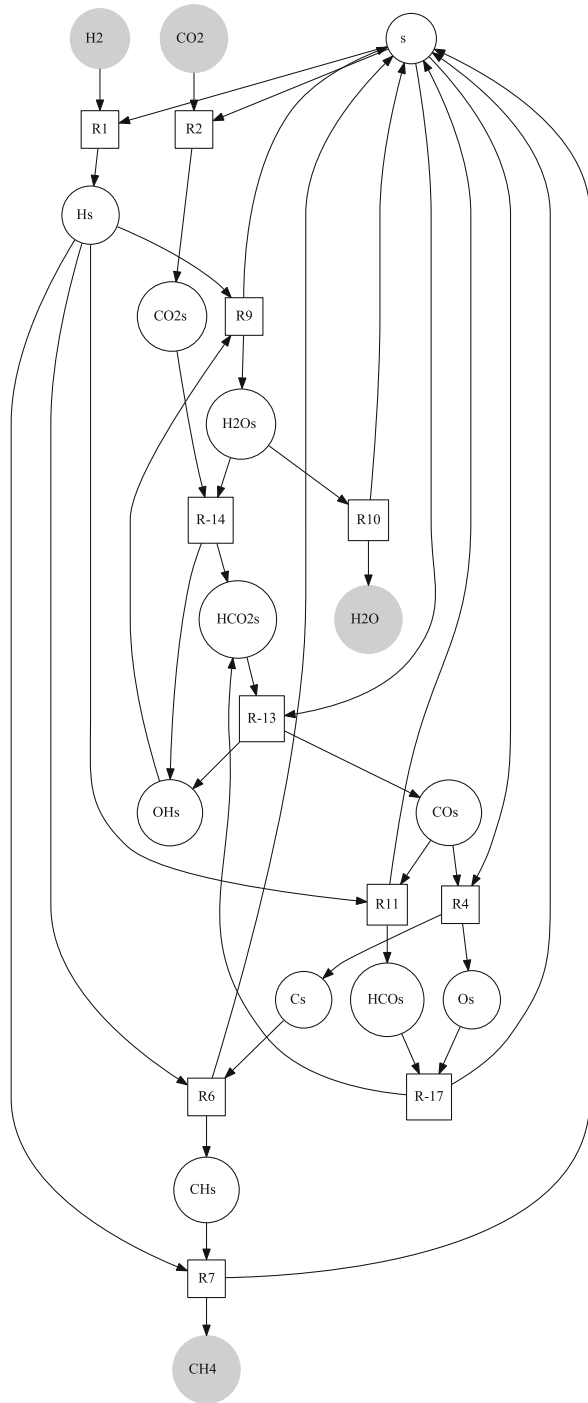 H2
CO2
s
R1
R2
Hs
CO2s
R9
H2Os
R-14
R10
HCO2s
H2O
R-13
OHs
COs
R11
R4
Cs
HCOs
Os
R6
R-17
CHs
R7
CH4